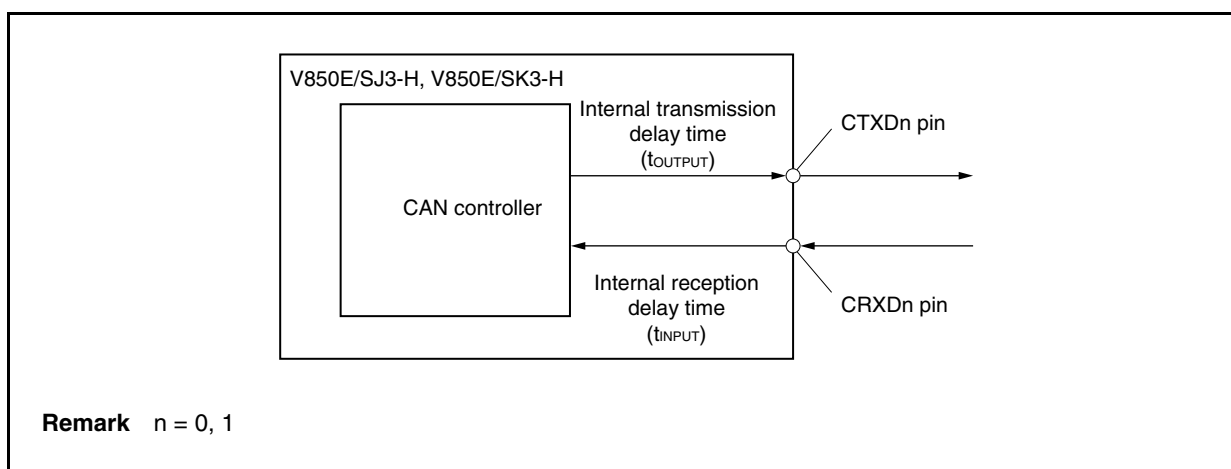 V850E/SJ3-H, V850E/SK3-H
Internal transmission
delay time
(tOUTPUT)
CTXDn pin
CAN controller
Internal reception
delay time
(tINPUT)
CRXDn pin
Remark n = 0, 1